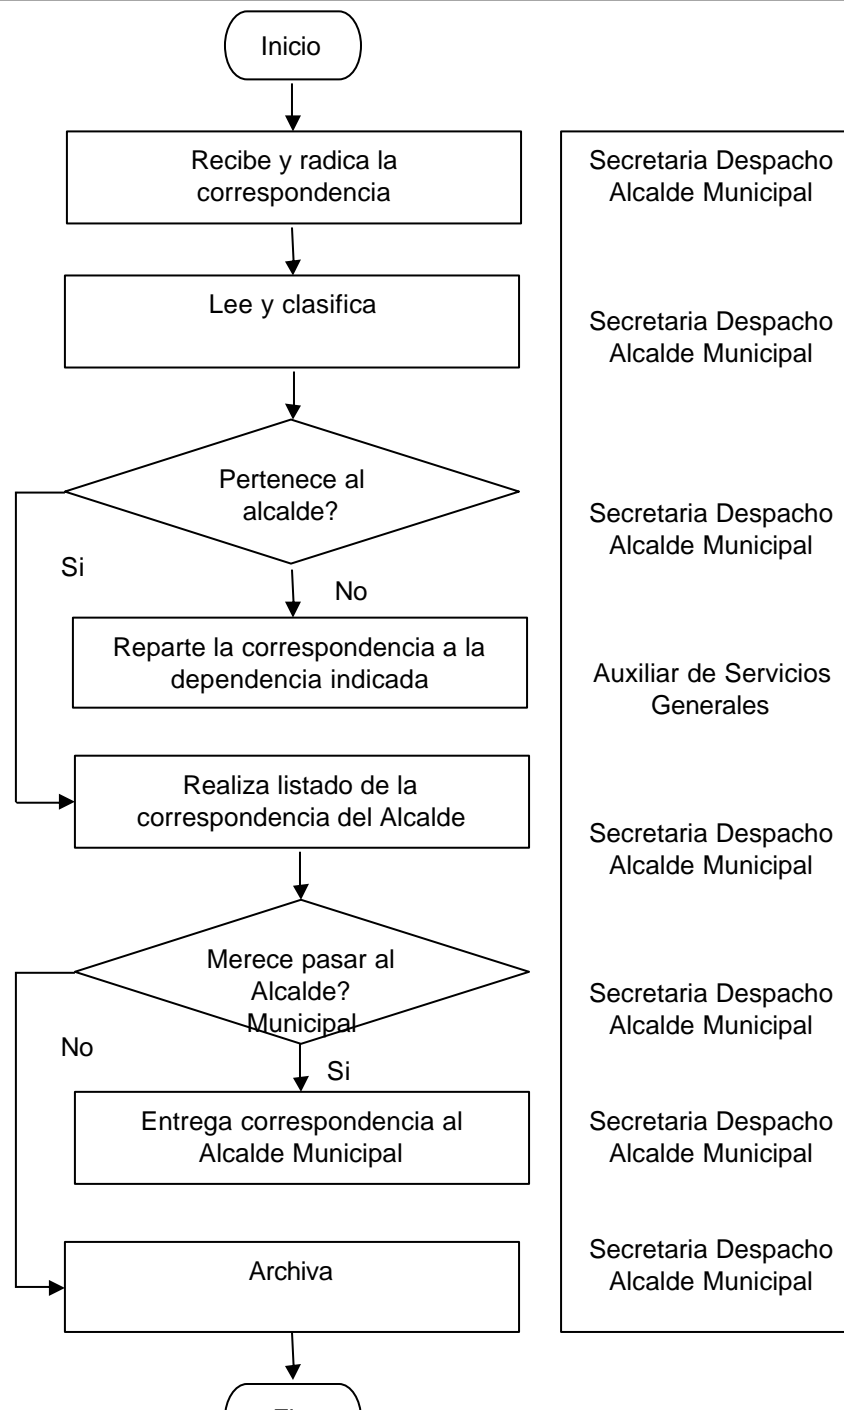 Inicio
Recibe y radica la
correspondencia
Secretaria Despacho
Alcalde Municipal
Lee y clasifica
Secretaria Despacho
Alcalde Municipal
Pertenece al
alcalde?
Secretaria Despacho
Alcalde Municipal
Si
No
Reparte la correspondencia a la
dependencia indicada
Auxiliar de Servicios
Generales
Realiza listado de la
correspondencia del Alcalde
Secretaria Despacho
Alcalde Municipal
Merece pasar al
Alcalde?
Municipal
Secretaria Despacho
Alcalde Municipal
No
Si
Entrega correspondencia al
Alcalde Municipal
Secretaria Despacho
Alcalde Municipal
Archiva
Secretaria Despacho
Alcalde Municipal